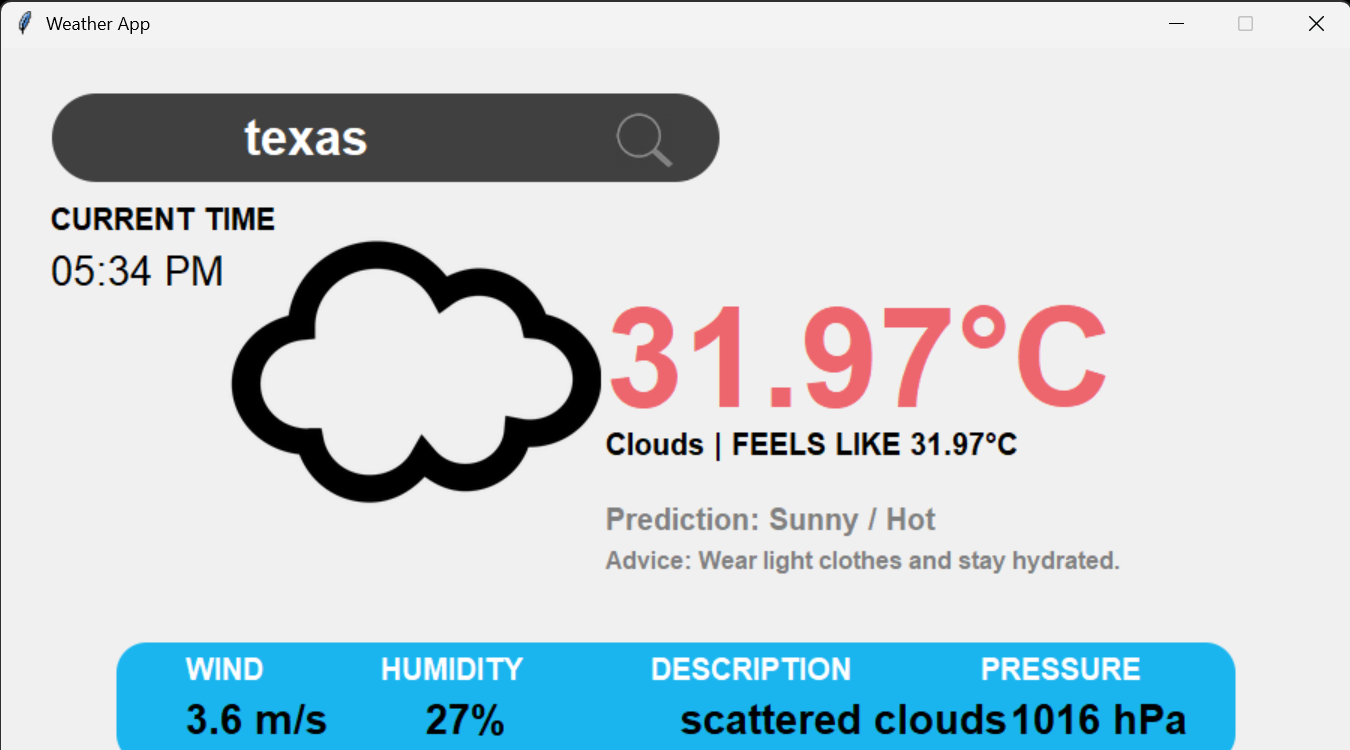 Weather App
texas
CURRENT TIME
05:34 PM
31.97°C
Clouds | FEELS LIKE 31.97°C
Prediction: Sunny / Hot
Advice: Wear light clothes and stay hydrated.
WIND HUMIDITY DESCRIPTION PRESSURE
3.6 m/s 27% scattered clouds 1016 hPa